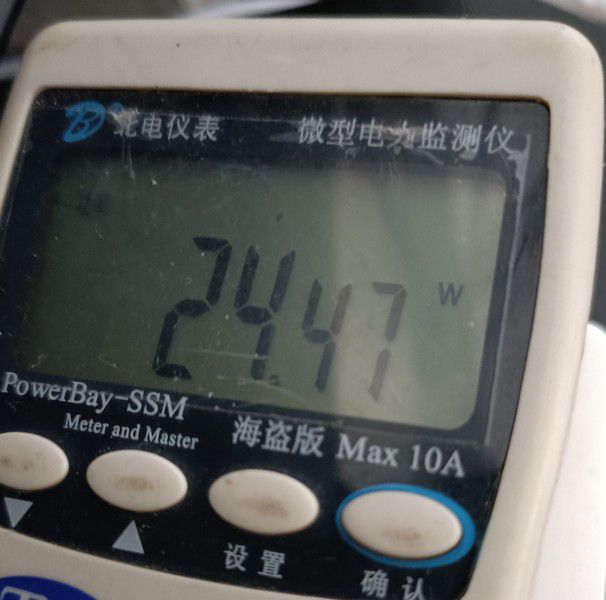 北电仪表 微型电力监测仪
24.47 W
PowerBay-SSM
Meter and Master
海盗版 Max 10A
▼ ▲ 设置 确认